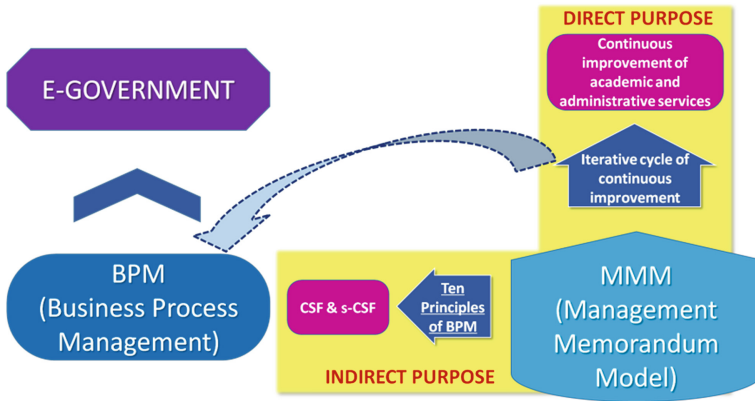 DIRECT PURPOSE
Continuous
improvement of
academic and
administrative services
E-GOVERNMENT
Iterative cycle of
continuous
improvement
BPM
(Business Process
Management)
CSF & s-CSF
Ten
Principles
of BPM
MMM
(Management
Memorandum
Model)
INDIRECT PURPOSE